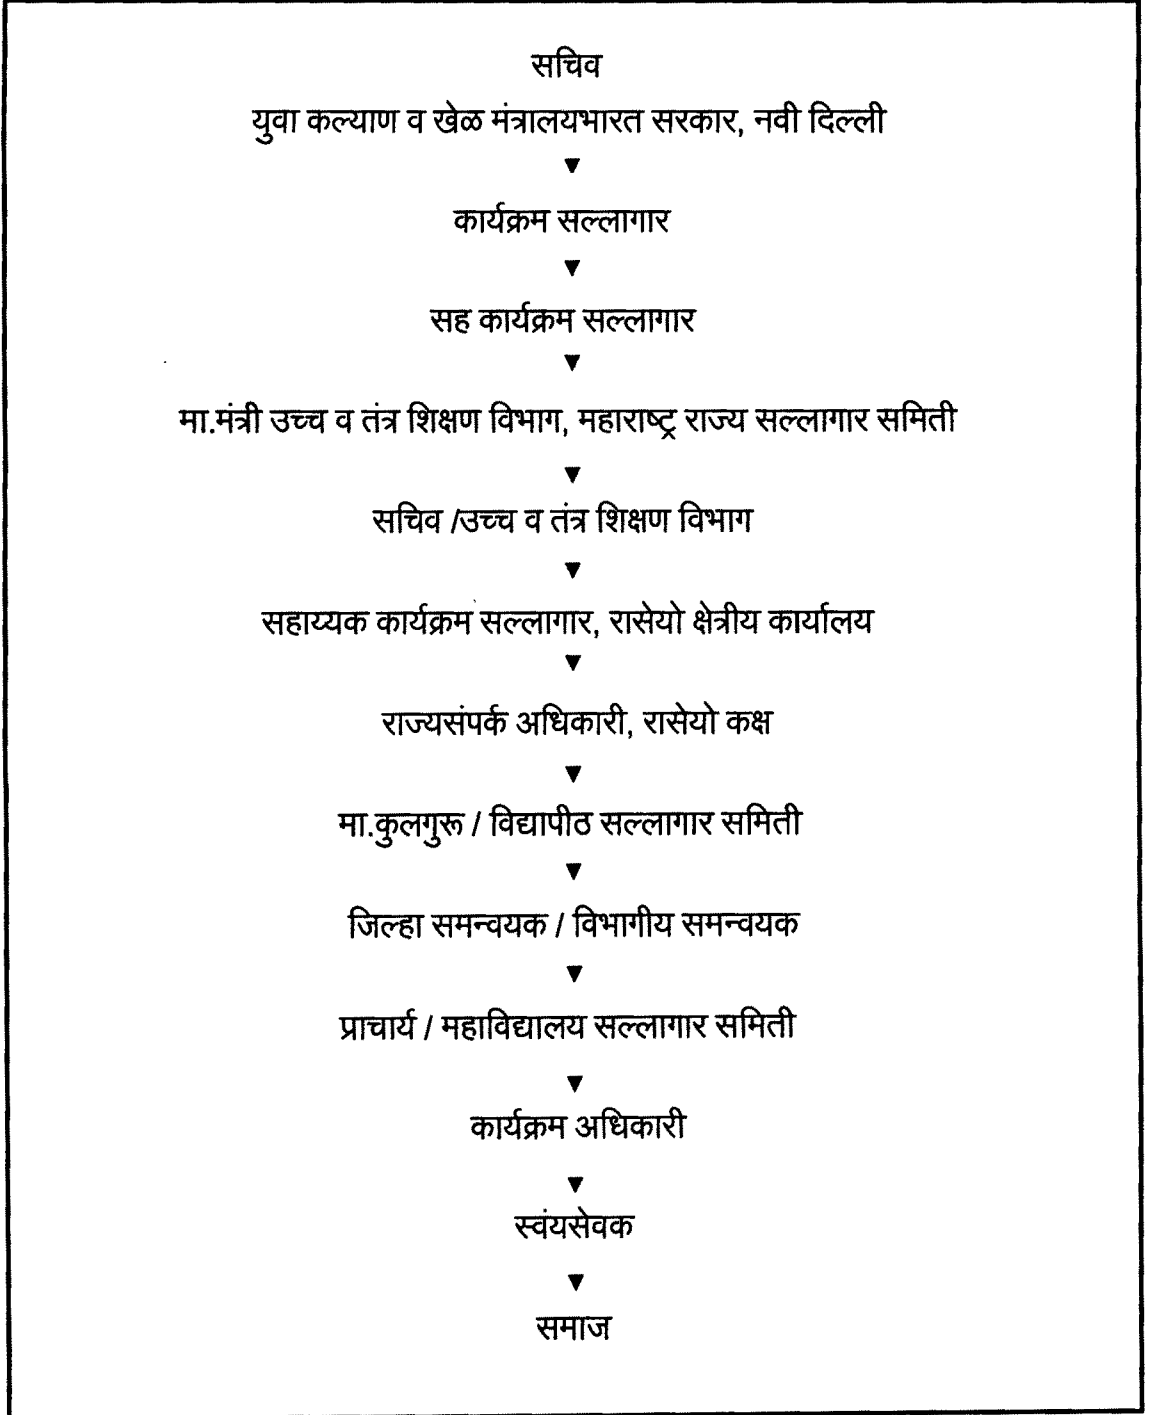 सचिव
युवा कल्याण व खेळ मंत्रालयभारत सरकार, नवी दिल्ली
कार्यक्रम सल्लागार
सह कार्यक्रम सल्लागार
मा.मंत्री उच्च व तंत्र शिक्षण विभाग, महाराष्ट्र राज्य सल्लागार समिती
सचिव /उच्च व तंत्र शिक्षण विभाग
सहाय्यक कार्यक्रम सल्लागार, रासेयो क्षेत्रीय कार्यालय
राज्यसंपर्क अधिकारी, रासेयो कक्ष
मा.कुलगुरू / विद्यापीठ सल्लागार समिती
जिल्हा समन्वयक / विभागीय समन्वयक
प्राचार्य / महाविद्यालय सल्लागार समिती
कार्यक्रम अधिकारी
स्वंयसेवक
समाज